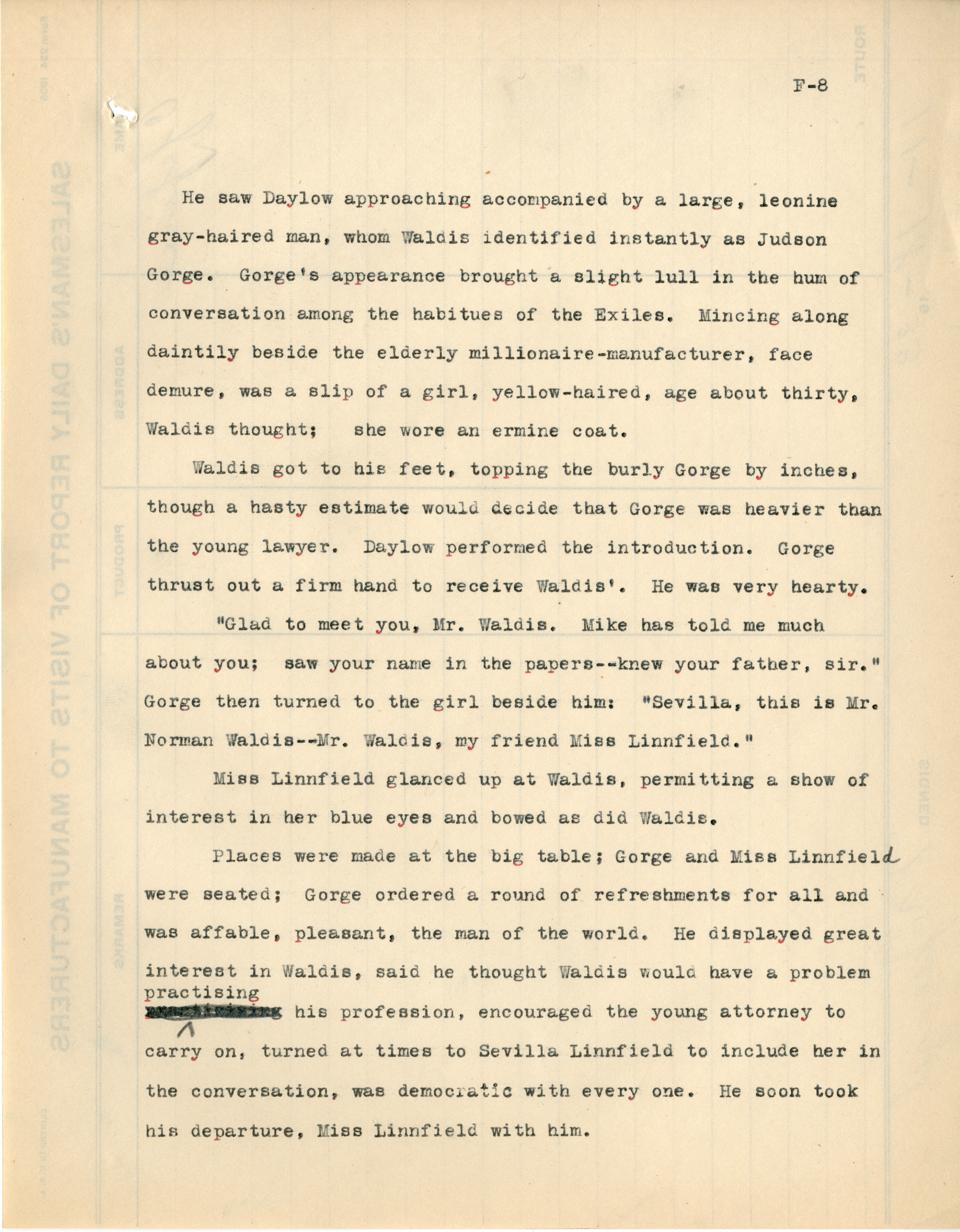 F-8
He saw Daylow approaching accompanied by a large, leonine
gray-haired man, whom Waldis identified instantly as Judson
Gorge. Gorge's appearance brought a slight lull in the hum of
conversation among the habitues of the Exiles. Mincing along
daintily beside the elderly millionaire-manufacturer, face
demure, was a slip of a girl, yellow-haired, age about thirty,
Waldis thought; she wore an ermine coat.
Waldis got to his feet, topping the burly Gorge by inches,
though a hasty estimate would decide that Gorge was heavier than
the young lawyer. Daylow performed the introduction. Gorge
thrust out a firm hand to receive Waldis'. He was very hearty.
"Glad to meet you, Mr. Waldis. Mike has told me much
about you; saw your name in the papers--knew your father, sir."
Gorge then turned to the girl beside him: "Sevilla, this is Mr.
Norman Waldis--Mr. Waldis, my friend Miss Linnfield."
Miss Linnfield glanced up at Waldis, permitting a show of
interest in her blue eyes and bowed as did Waldis.
Places were made at the big table; Gorge and Miss Linnfield
were seated; Gorge ordered a round of refreshments for all and
was affable, pleasant, the man of the world. He displayed great
interest in Waldis, said he thought Waldis would have a problem
practising
his profession, encouraged the young attorney to
carry on, turned at times to Sevilla Linnfield to include her in
the conversation, was democratic with every one. He soon took
his departure, Miss Linnfield with him.
ROUTE
NAME
ADDRESS
PRODUCT
REMARKS
SIGNED
SALESMAN'S DAILY REPORT OF VISITS TO MANUFACTURERS